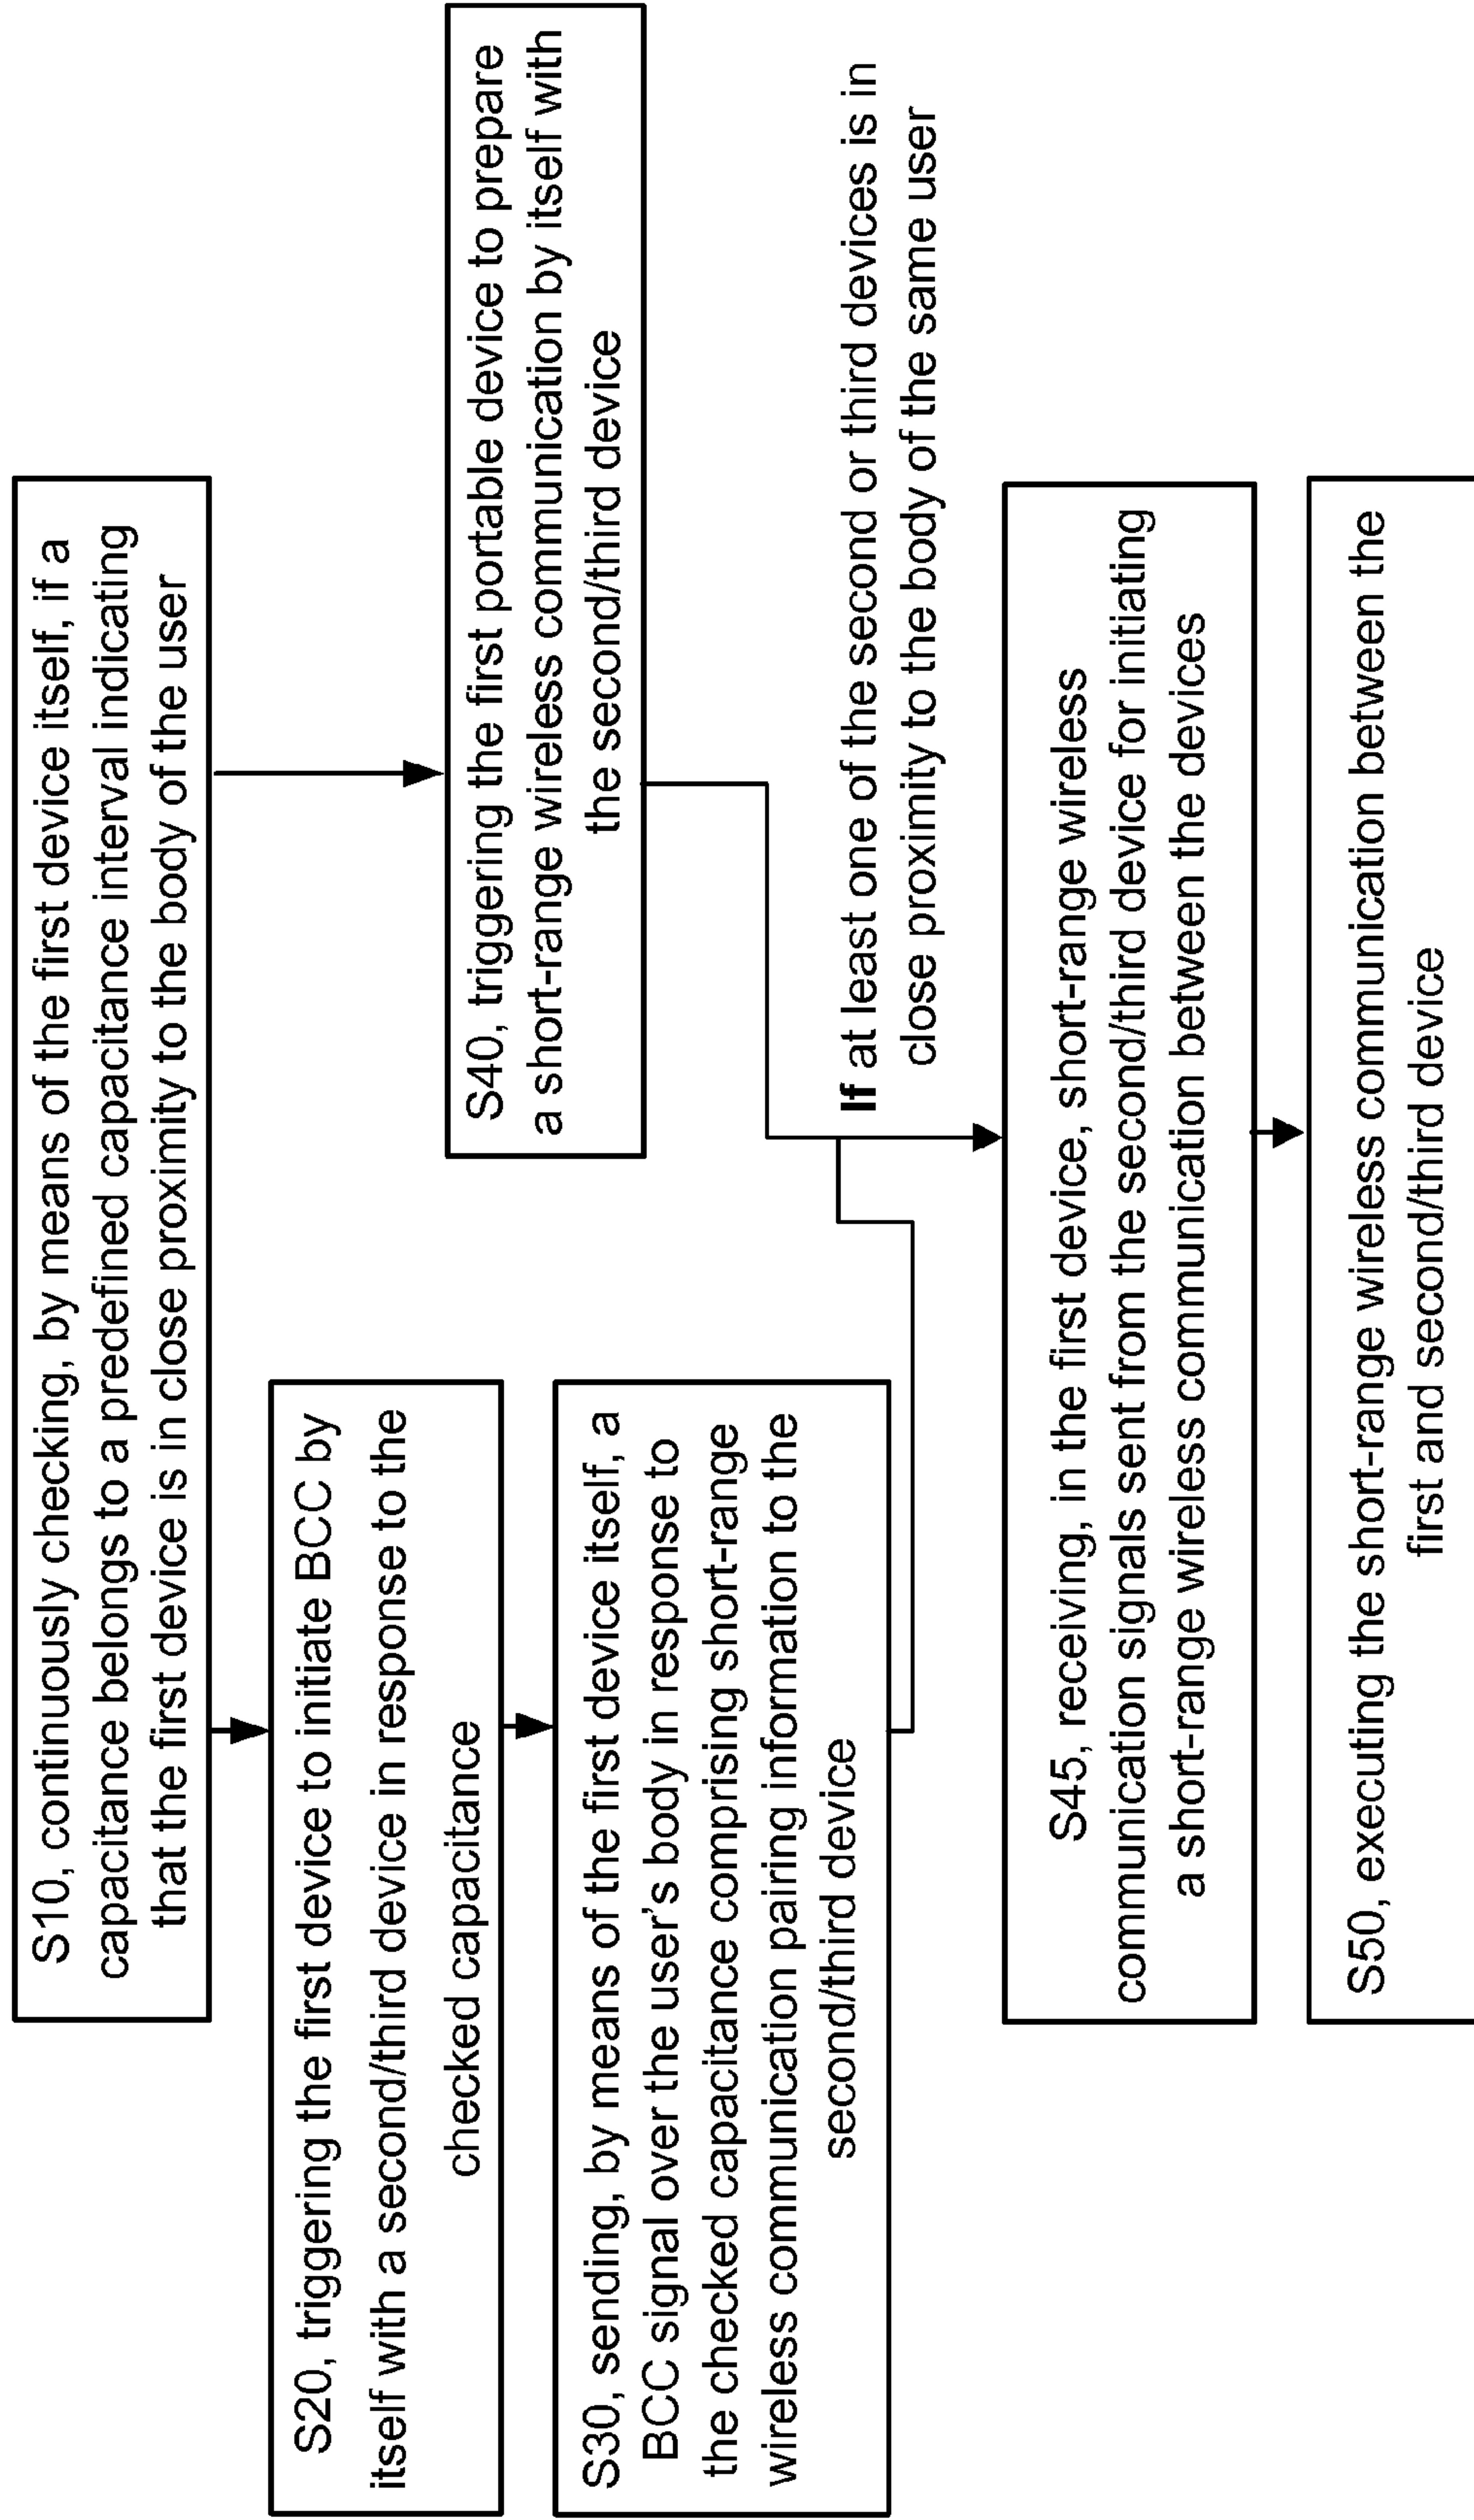 S10, continuously checking, by means of the first device itself, if a
capacitance belongs to a predefined capacitance interval indicating
that the first device is in close proximity to the body of the user
S20, triggering the first device to initiate BCC by
itself with a second/third device in response to the
checked capacitance
S30, sending, by means of the first device itself, a
BCC signal over the user's body in response to
the checked capacitance comprising short-range
wireless communication pairing information to the
second/third device
S40, triggering the first portable device to prepare
a short-range wireless communication by itself with
the second/third device
If at least one of the second or third devices is in
close proximity to the body of the same user
S45, receiving, in the first device, short-range wireless
communication signals sent from the second/third device for initiating
a short-range wireless communication between the devices
S50, executing the short-range wireless communication between the
first and second/third device